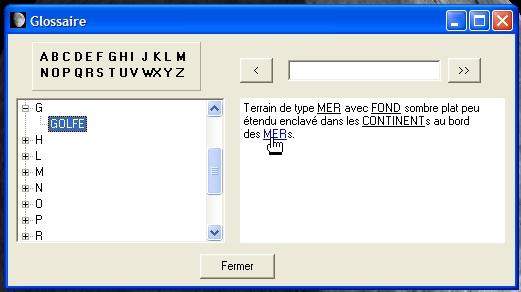 Glossaire
A B C D E F G H I J K L M
N O P Q R S T U V W X Y Z
<
>>
G
GOLFE
H
L
M
N
O
P
R
Terrain de type MER avec FOND sombre plat peu
étendu enclavé dans les CONTINENTs au bord
des MERs.
Fermer